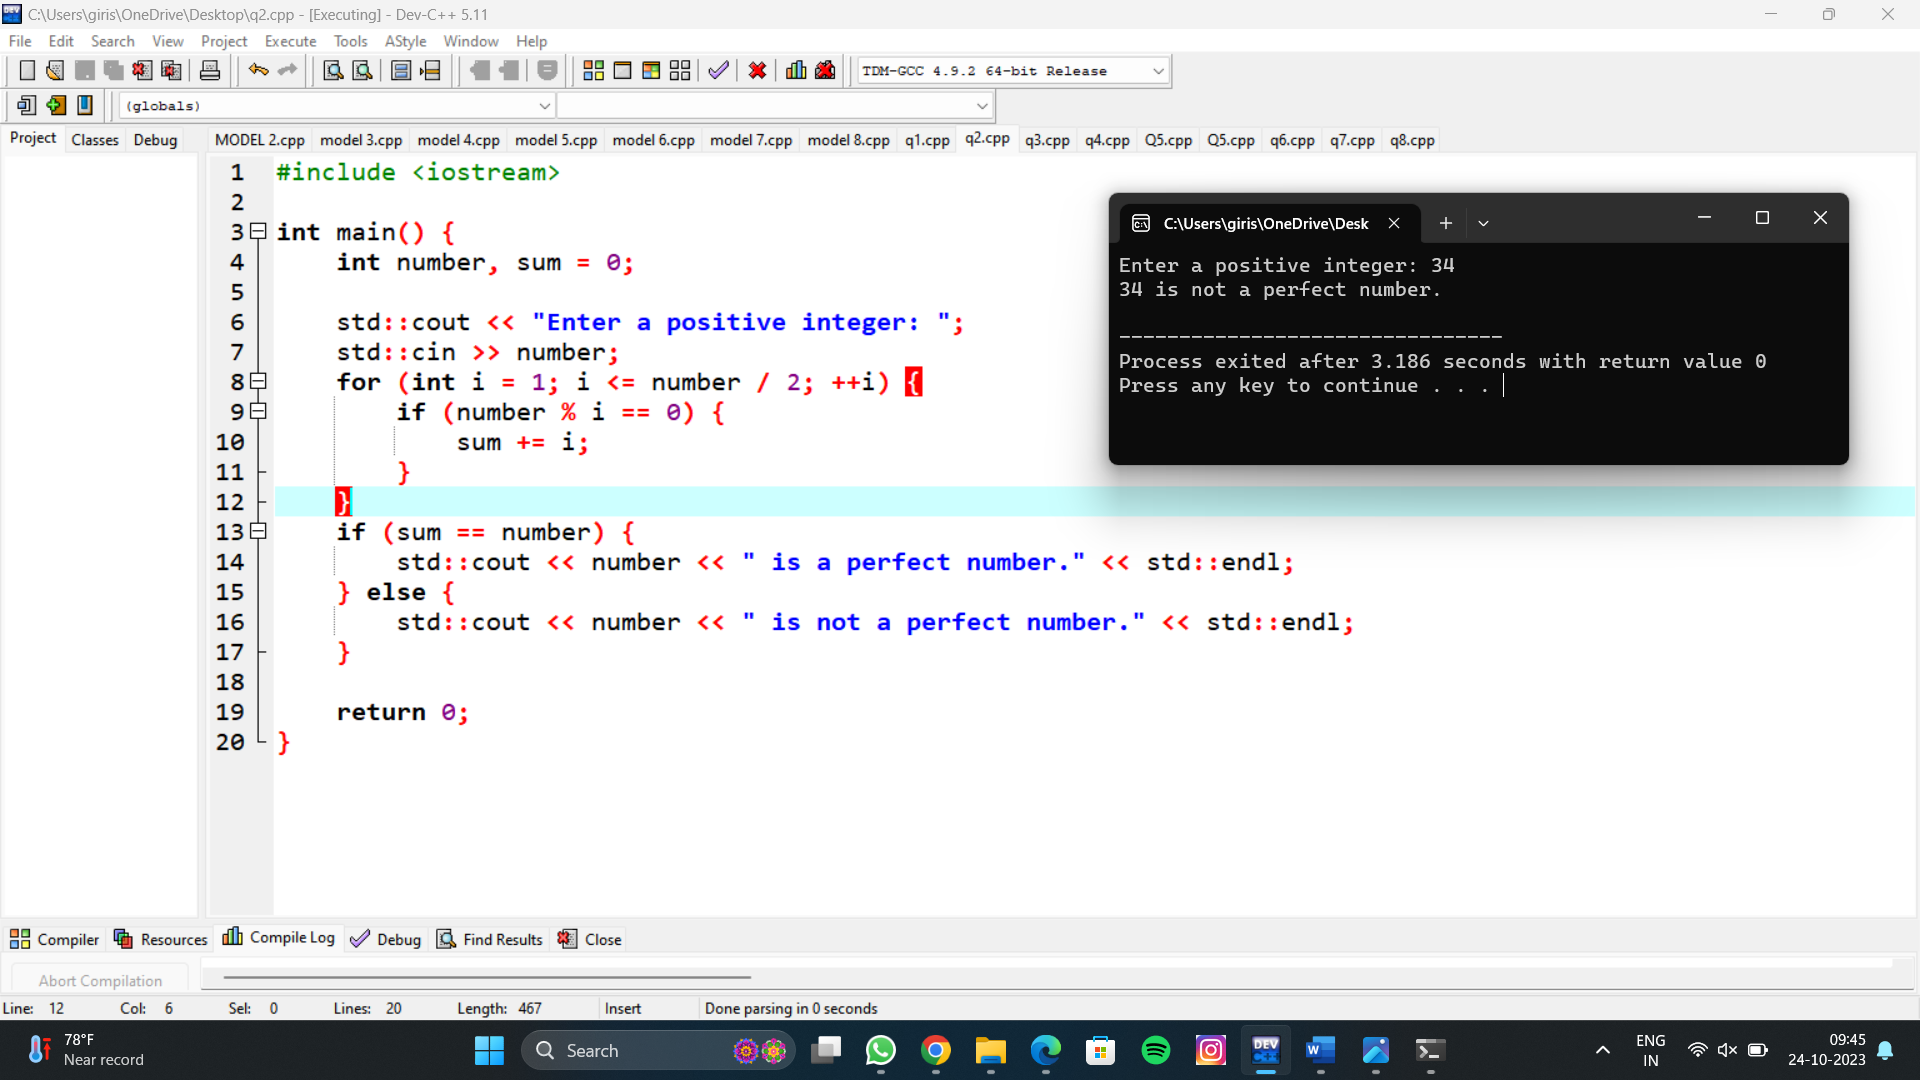 C:\Users\giris\OneDrive\Desktop\q2.cpp - [Executing] - Dev-C++ 5.11
File Edit Search View Project Execute Tools AStyle Window Help
TDM-GCC 4.9.2 64-bit Release
(globals)
Project Classes Debug MODEL 2.cpp model 3.cpp model 4.cpp model 5.cpp model 6.cpp model 7.cpp model 8.cpp q1.cpp q2.cpp q3.cpp q4.cpp Q5.cpp Q5.cpp q6.cpp q7.cpp q8.cpp
1 #include <iostream>
2
3 int main() {
4 int number, sum = 0;
5
6 std::cout << "Enter a positive integer: ";
7 std::cin >> number;
8 for (int i = 1; i <= number / 2; ++i) {
9 if (number % i == 0) {
10 sum += i;
11 }
12 }
13 if (sum == number) {
14 std::cout << number << " is a perfect number." << std::endl;
15 } else {
16 std::cout << number << " is not a perfect number." << std::endl;
17 }
18
19 return 0;
20 }
C:\Users\giris\OneDrive\Desk
Enter a positive integer: 34
34 is not a perfect number.
--------------------------------
Process exited after 3.186 seconds with return value 0
Press any key to continue . . .
Compiler Resources Compile Log Debug Find Results Close
Abort Compilation
Line: 12 Col: 6 Sel: 0 Lines: 20 Length: 467 Insert Done parsing in 0 seconds
78°F
Near record
Search
DEV C++
W
ENG
IN
09:45
24-10-2023